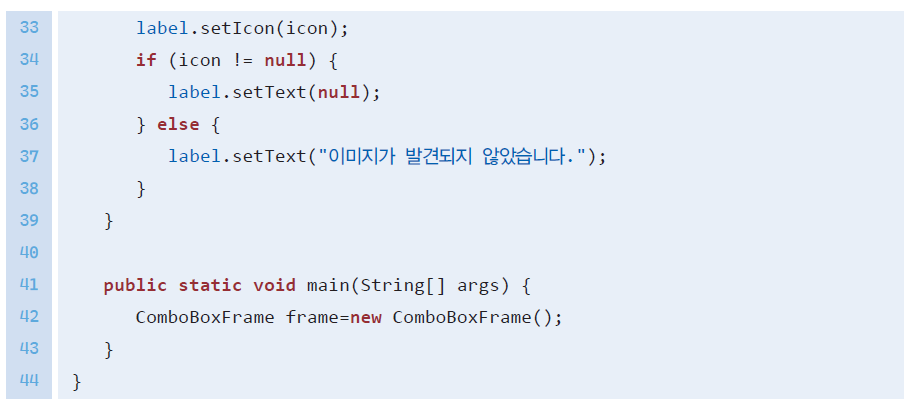 33 label.setIcon(icon);
34 if (icon != null) {
35 label.setText(null);
36 } else {
37 label.setText("이미지가 발견되지 않았습니다.");
38 }
39 }
40
41 public static void main(String[] args) {
42 ComboBoxFrame frame=new ComboBoxFrame();
43 }
44 }